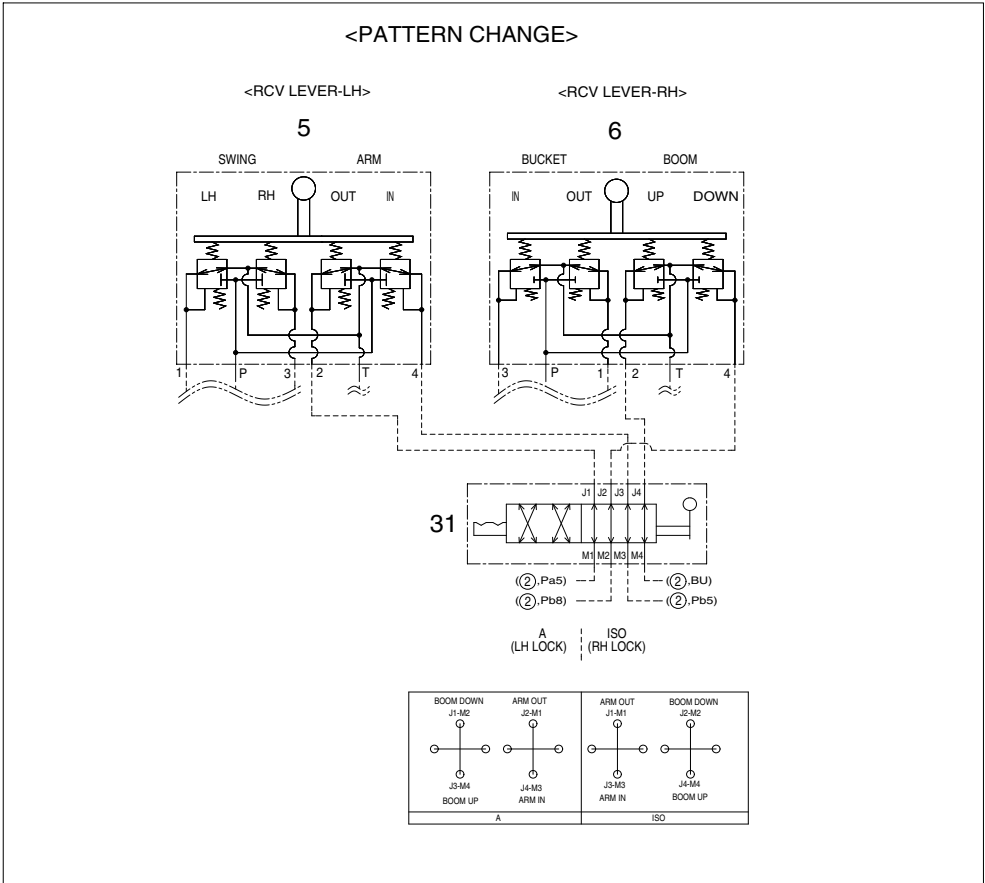 <PATTERN CHANGE>
<RCV LEVER-LH>
<RCV LEVER-RH>
5
6
SWING
ARM
BUCKET
BOOM
LH
RH
OUT
IN
IN
OUT
UP
DOWN
1
P
3
2
T
4
3
P
1
2
T
4
J1 J2 J3 J4
31
M1 M2 M3 M4
(②,Pa5)
(②,BU)
(②,Pb8)
(②,Pb5)
A
(LH LOCK)
ISO
(RH LOCK)
BOOM DOWN
J1-M2
ARM OUT
J2-M1
ARM OUT
J1-M1
BOOM DOWN
J2-M2
J3-M4
BOOM UP
J4-M3
ARM IN
J3-M3
ARM IN
J4-M4
BOOM UP
A
ISO